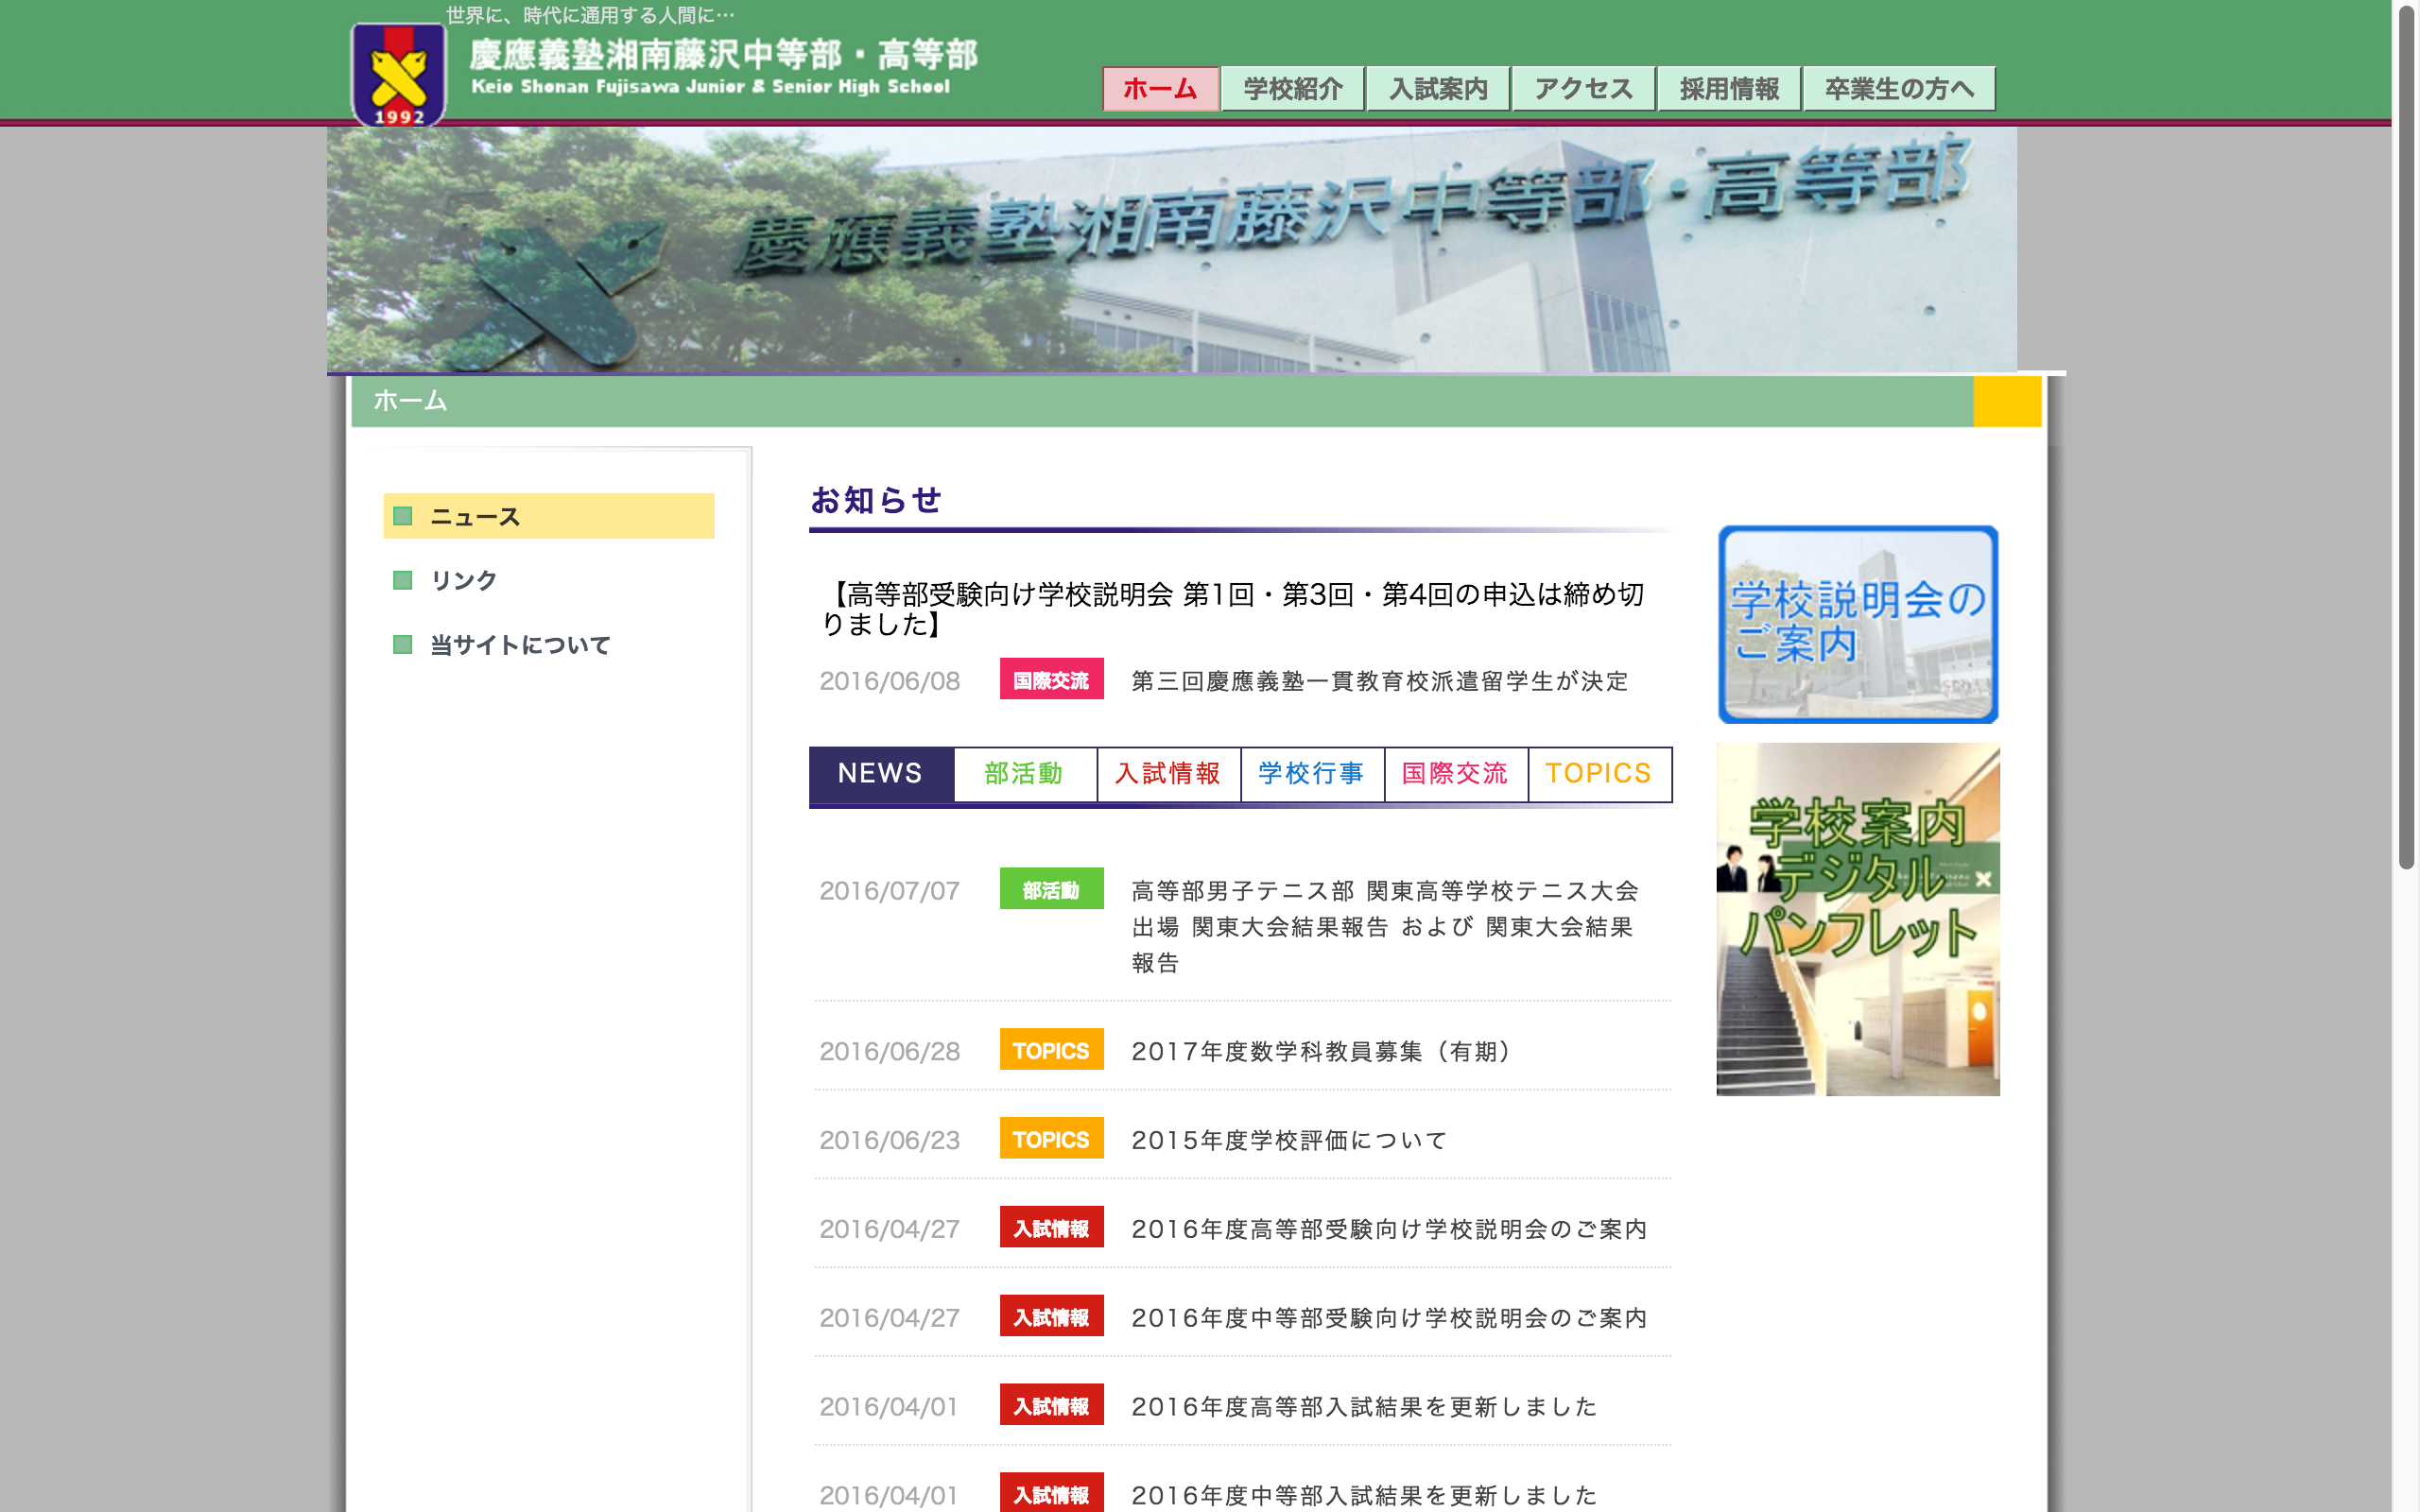 世界に、時代に通用する人間に…
慶應義塾湘南藤沢中等部・高等部
Keio Shonan Fujisawa Junior & Senior High School
1992
ホーム
学校紹介
入試案内
アクセス
採用情報
卒業生の方へ
慶應義塾湘南藤沢中等部・高等部
ホーム
ニュース
リンク
当サイトについて
お知らせ
【高等部受験向け学校説明会 第1回・第3回・第4回の申込は締め切
りました】
2016/06/08 国際交流 第三回慶應義塾一貫教育校派遣留学生が決定
NEWS 部活動 入試情報 学校行事 国際交流 TOPICS
2016/07/07 部活動 高等部男子テニス部 関東高等学校テニス大会
出場 関東大会結果報告 および 関東大会結果
報告
2016/06/28 TOPICS 2017年度数学科教員募集（有期）
2016/06/23 TOPICS 2015年度学校評価について
2016/04/27 入試情報 2016年度高等部受験向け学校説明会のご案内
2016/04/27 入試情報 2016年度中等部受験向け学校説明会のご案内
2016/04/01 入試情報 2016年度高等部入試結果を更新しました
2016/04/01 入試情報 2016年度中等部入試結果を更新しました
学校説明会の
ご案内
学校案内
デジタル
パンフレット